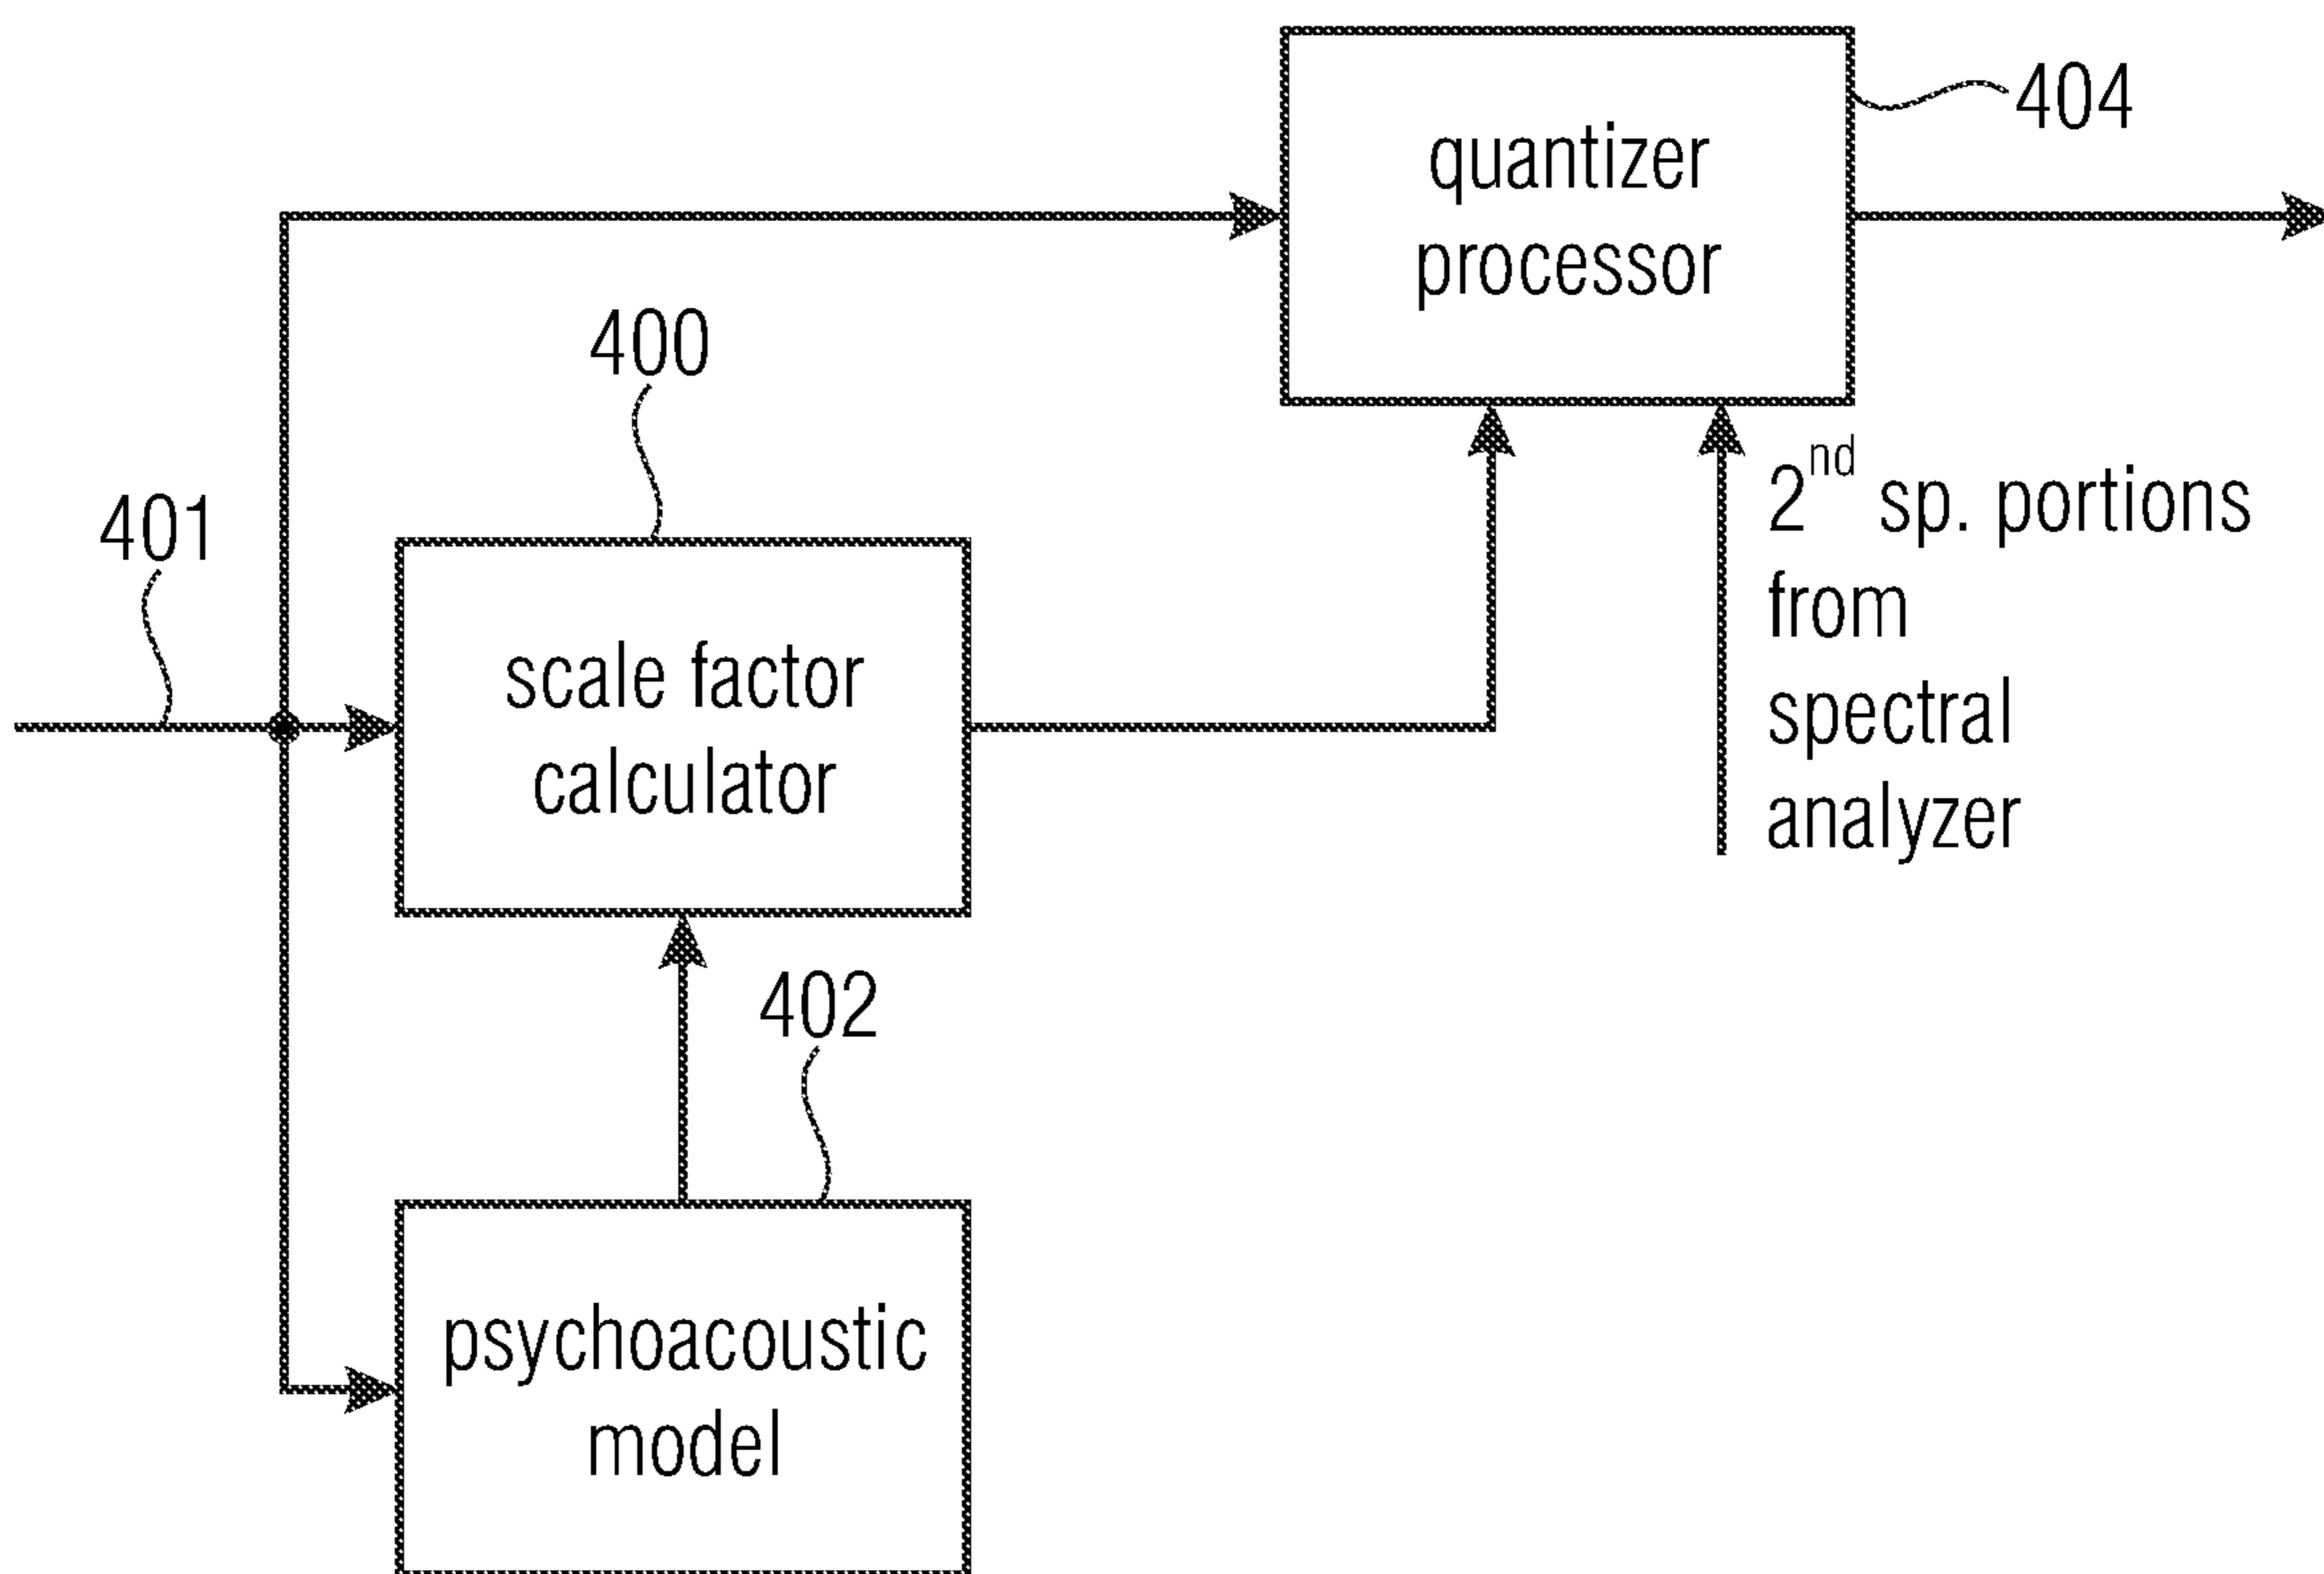 404
quantizer
processor
400
2nd sp. portions
from
spectral
analyzer
401
scale factor
calculator
402
psychoacoustic
model